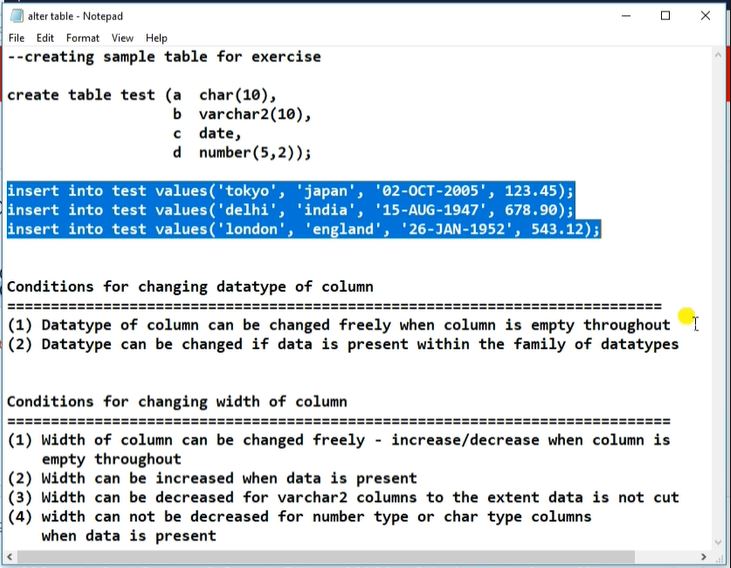 alter table - Notepad
File Edit Format View Help
--creating sample table for exercise
create table test (a char(10),
b varchar2(10),
c date,
d number(5,2));
insert into test values('tokyo', 'japan', '02-OCT-2005', 123.45);
insert into test values('delhi', 'india', '15-AUG-1947', 678.90);
insert into test values('london', 'england', '26-JAN-1952', 543.12);
Conditions for changing datatype of column
===========================================================================
(1) Datatype of column can be changed freely when column is empty throughout
(2) Datatype can be changed if data is present within the family of datatypes
Conditions for changing width of column
============================================================================
(1) Width of column can be changed freely - increase/decrease when column is
empty throughout
(2) Width can be increased when data is present
(3) Width can be decreased for varchar2 columns to the extent data is not cut
(4) width can not be decreased for number type or char type columns
when data is present